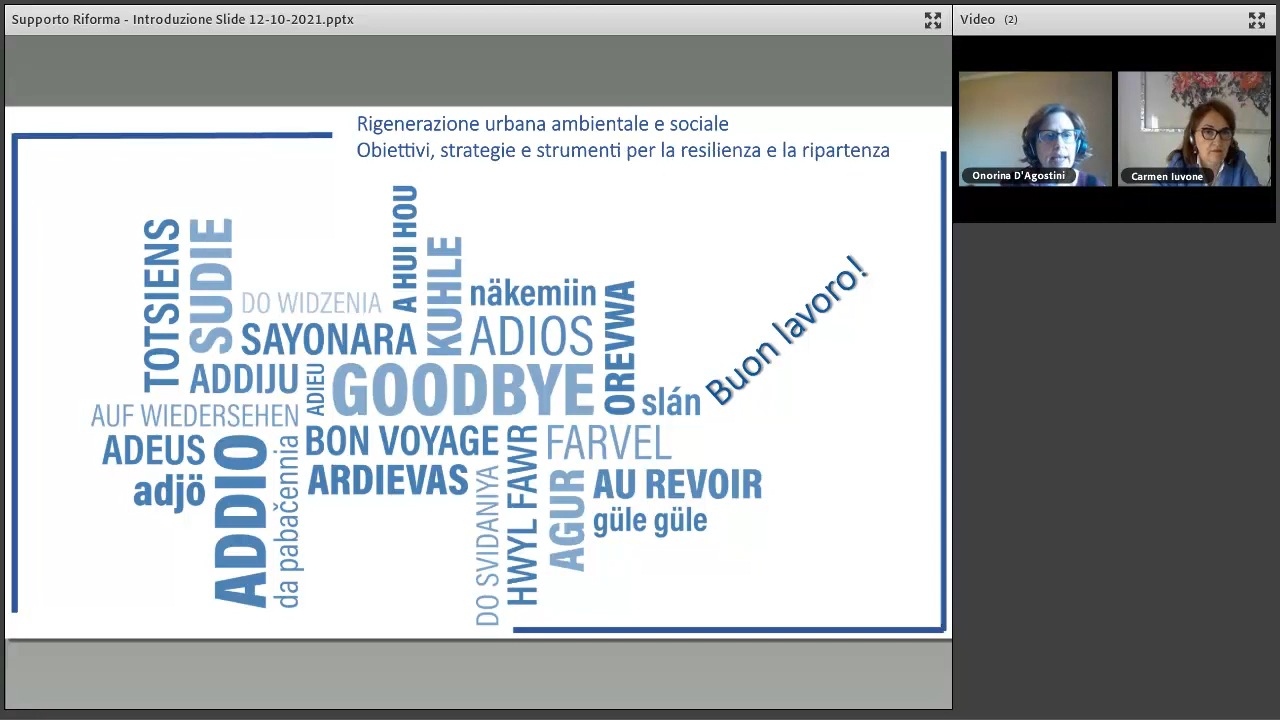 Supporto Riforma - Introduzione Slide 12-10-2021.pptx
Video (2)
Onorina D'Agostini
Carmen Iuvone
Rigenerazione urbana ambientale e sociale
Obiettivi, strategie e strumenti per la resilienza e la ripartenza
TOTSIENS
SUDIE
DO WIDZENIA
A HUI HOU
KUHLE
näkemiin
SAYONARA
ADIOS
OREVWA
Buon lavoro!
ADDIJU
ADIEU
GOODBYE
slán
AUF WIEDERSEHEN
ADEUS
BON VOYAGE
FARVEL
adjö
ADDIO
da pabačennia
ARDIEVAS
DO SVIDANIYA
HWYL FAWR
AGUR
AU REVOIR
güle güle